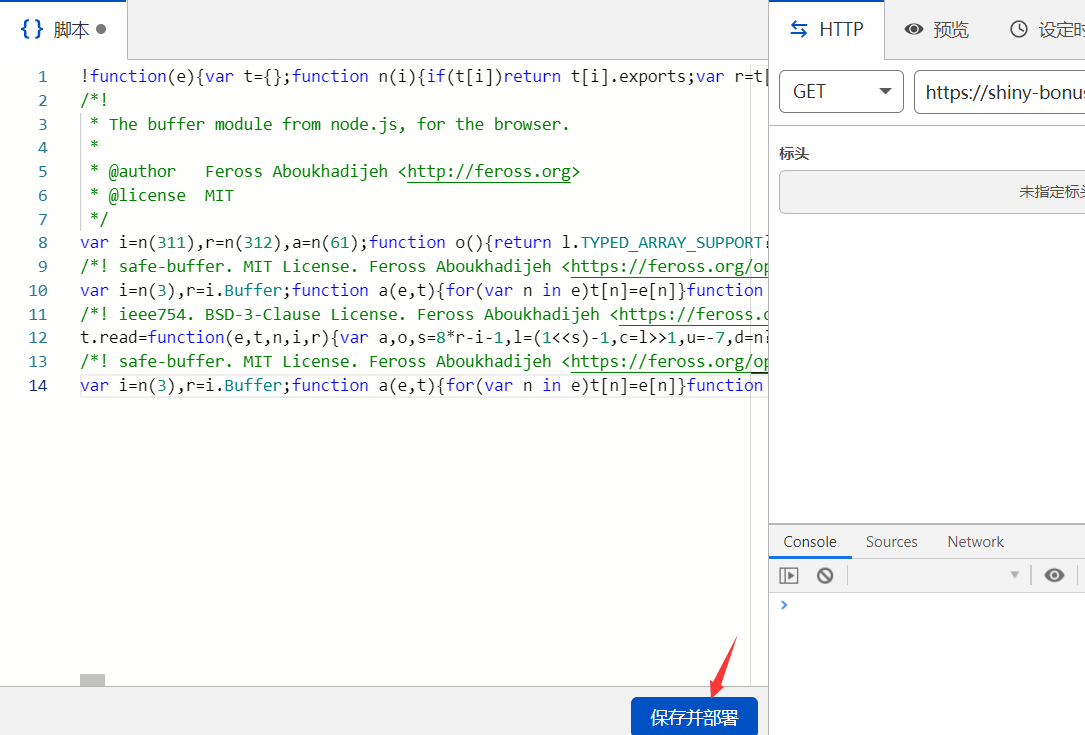 {} 脚本
HTTP
预览
设定时
GET
https://shiny-bonus
标头
未指定标头
1 !function(e){var t={};function n(i){if(t[i])return t[i].exports;var r=t[
2 /*!
3 * The buffer module from node.js, for the browser.
4 *
5 * @author   Feross Aboukhadijeh <http://feross.org>
6 * @license  MIT
7 */
8 var i=n(311),r=n(312),a=n(61);function o(){return l.TYPED_ARRAY_SUPPORT?
9 /*! safe-buffer. MIT License. Feross Aboukhadijeh <https://feross.org/op
10 var i=n(3),r=i.Buffer;function a(e,t){for(var n in e)t[n]=e[n]}function
11 /*! ieee754. BSD-3-Clause License. Feross Aboukhadijeh <https://feross.o
12 t.read=function(e,t,n,i,r){var a,o,s=8*r-i-1,l=(1<<s)-1,c=l>>1,u=-7,d=n?
13 /*! safe-buffer. MIT License. Feross Aboukhadijeh <https://feross.org/op
14 var i=n(3),r=i.Buffer;function a(e,t){for(var n in e)t[n]=e[n]}function
Console
Sources
Network
保存并部署